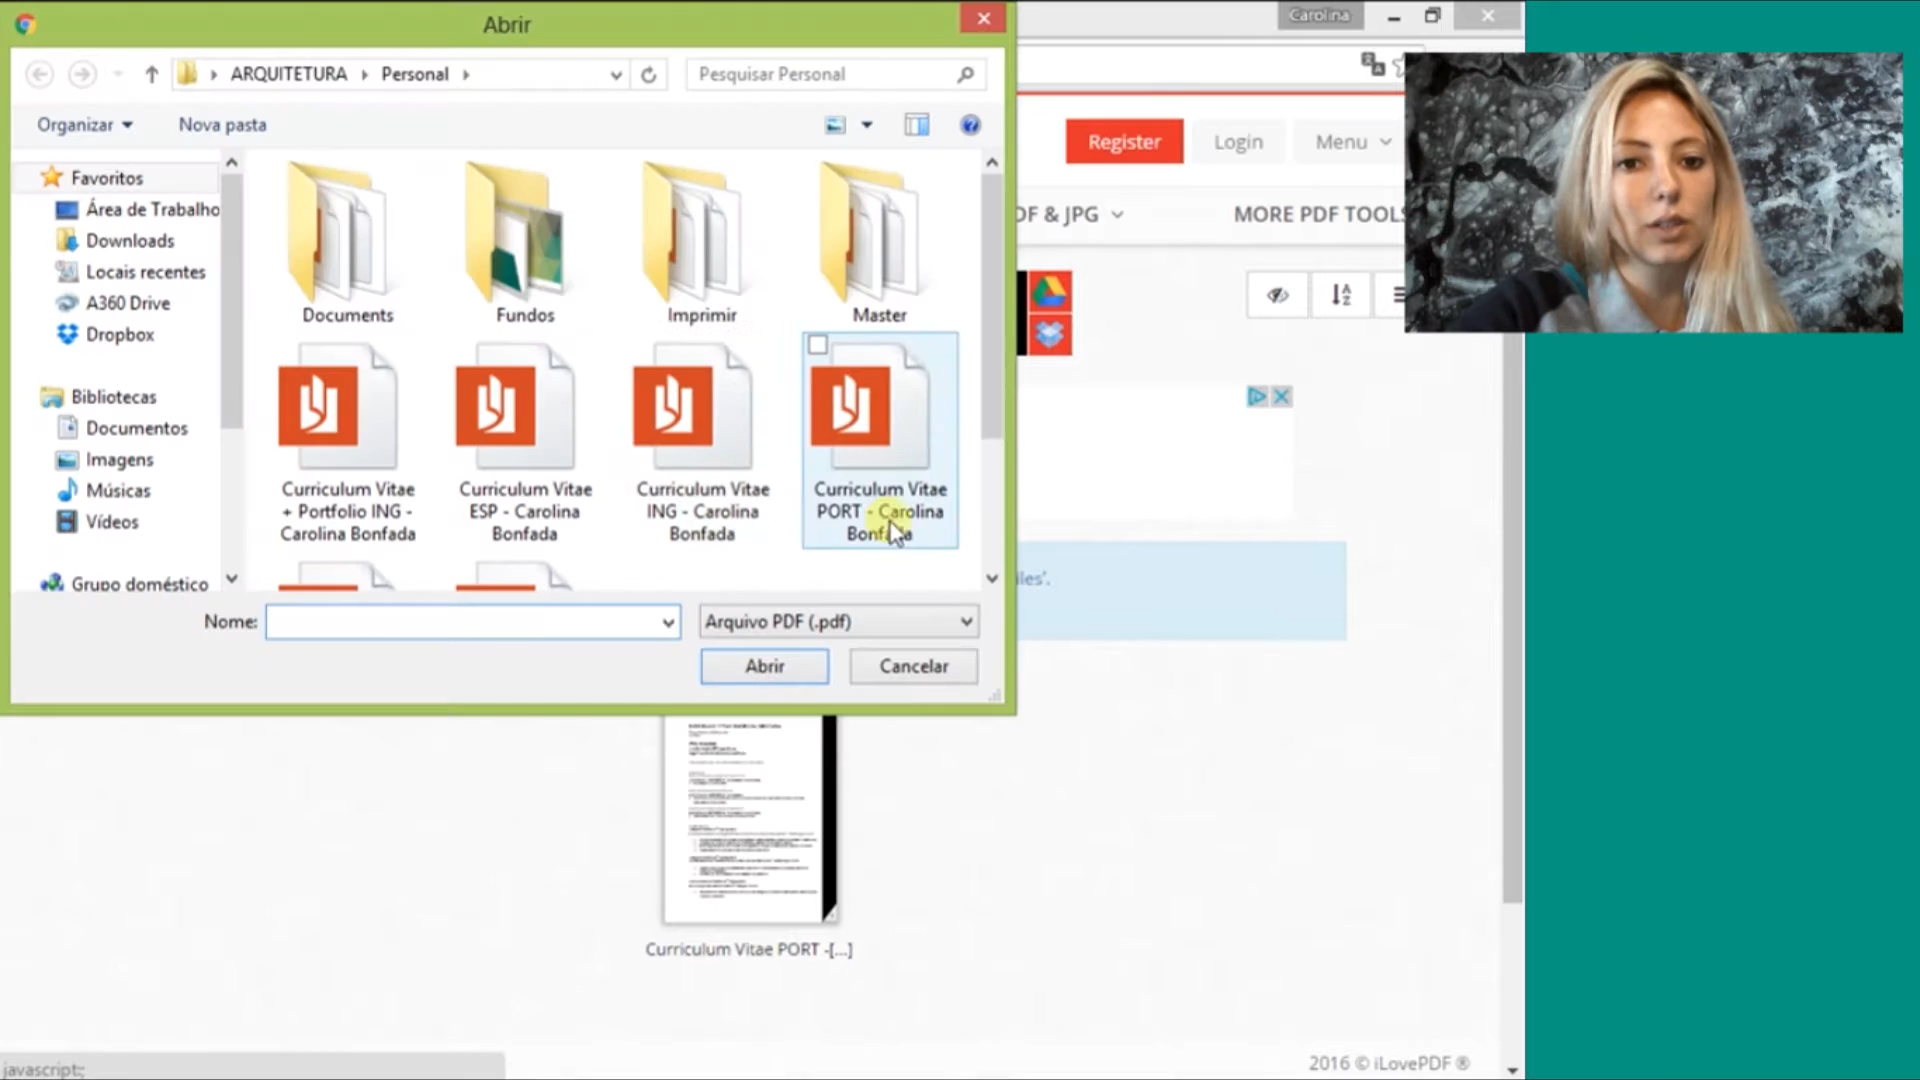 Abrir
Carolina
ARQUITETURA
Personal
Pesquisar Personal
Organizar
Nova pasta
Register
Login
Menu
Favoritos
Área de Trabalho
Downloads
Locais recentes
A360 Drive
Dropbox
Bibliotecas
Documentos
Imagens
Músicas
Vídeos
Grupo doméstico
Documents
Fundos
Imprimir
Master
DF & JPG
MORE PDF TOOLS
Curriculum Vitae
+ Portfolio ING -
Carolina Bonfada
Curriculum Vitae
ESP - Carolina
Bonfada
Curriculum Vitae
ING - Carolina
Bonfada
Curriculum Vitae
PORT - Carolina
Bonfada
iles'.
Nome:
Arquivo PDF (.pdf)
Abrir
Cancelar
Curriculum Vitae PORT -[...]
javascript:;
2016 © iLovePDF ®